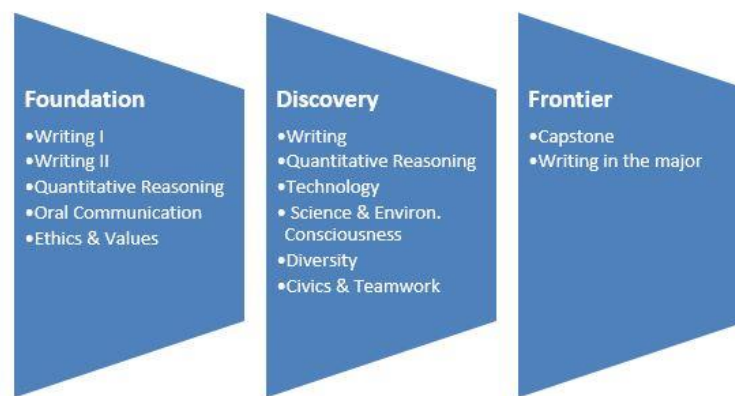 Foundation
•Writing I
•Writing II
•Quantitative Reasoning
•Oral Communication
•Ethics & Values
Discovery
•Writing
•Quantitative Reasoning
•Technology
• Science & Environ.
Consciousness
•Diversity
•Civics & Teamwork
Frontier
•Capstone
•Writing in the major